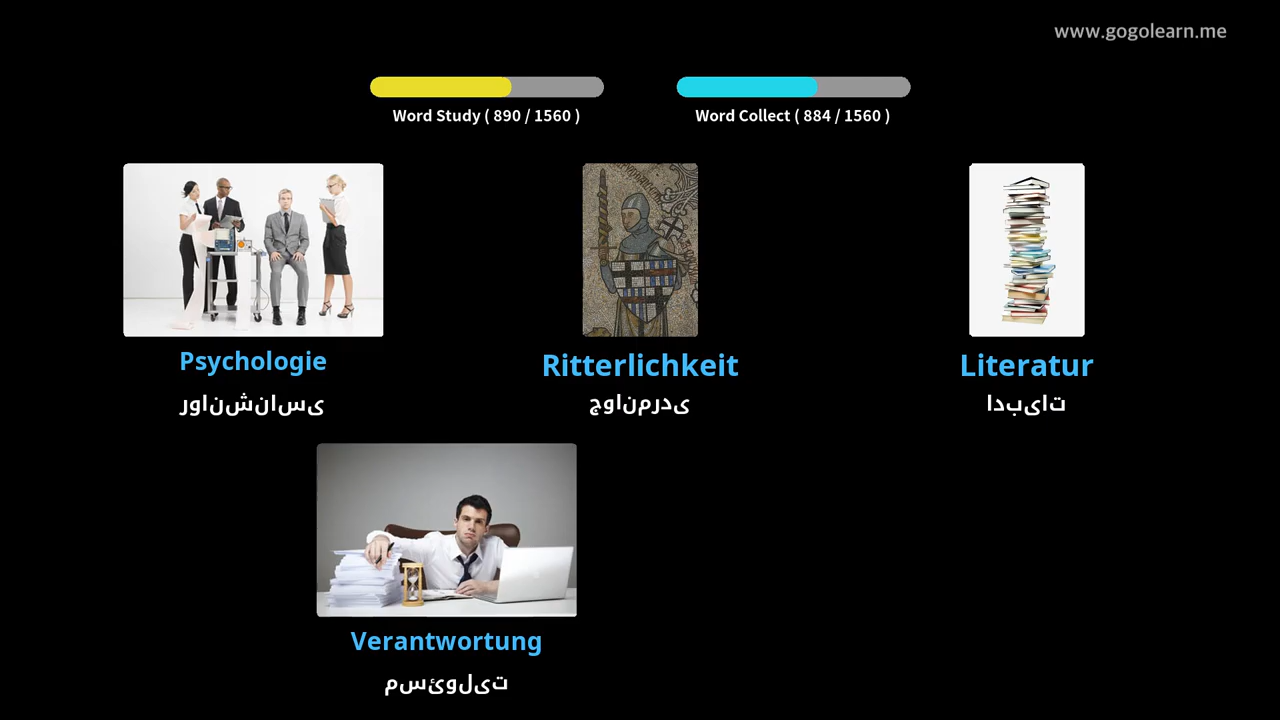 www.gogolearn.me
Word Study ( 890 / 1560 )
Word Collect ( 884 / 1560 )
Psychologie
روانشناسی
Ritterlichkeit
جوانمردی
Literatur
ادبیات
Verantwortung
مسئولیت